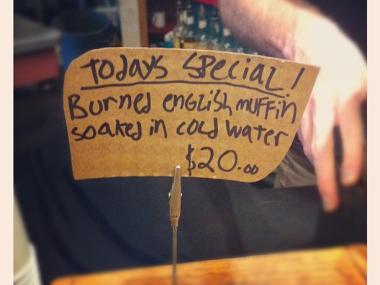 Todays Special!
Burned english muffin
soaked in cold water
$20.00